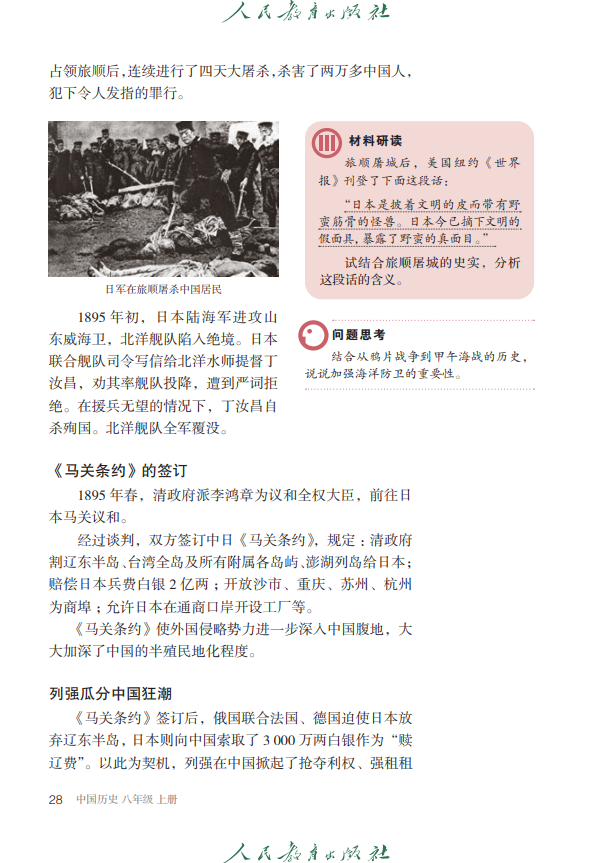 人民教育出版社
占领旅顺后，连续进行了四天大屠杀，杀害了两万多中国人，
犯下令人发指的罪行。
日军在旅顺屠杀中国居民
材料研读
旅顺屠城后，美国纽约《世界
报》刊登了下面这段话：
“日本是披着文明的皮而带有野
蛮筋骨的怪兽。日本今已摘下文明的
假面具，暴露了野蛮的真面目。”
试结合旅顺屠城的史实，分析
这段话的含义。
问题思考
结合从鸦片战争到甲午海战的历史，
说说加强海洋防卫的重要性。
1895 年初，日本陆海军进攻山
东威海卫，北洋舰队陷入绝境。日本
联合舰队司令写信给北洋水师提督丁
汝昌，劝其率舰队投降，遭到严词拒
绝。在援兵无望的情况下，丁汝昌自
杀殉国。北洋舰队全军覆没。
《马关条约》的签订
1895 年春，清政府派李鸿章为议和全权大臣，前往日
本马关议和。
经过谈判，双方签订中日《马关条约》，规定：清政府
割辽东半岛、台湾全岛及所有附属各岛屿、澎湖列岛给日本；
赔偿日本兵费白银 2 亿两；开放沙市、重庆、苏州、杭州
为商埠；允许日本在通商口岸开设工厂等。
《马关条约》使外国侵略势力进一步深入中国腹地，大
大加深了中国的半殖民地化程度。
列强瓜分中国狂潮
《马关条约》签订后，俄国联合法国、德国迫使日本放
弃辽东半岛，日本则向中国索取了 3 000 万两白银作为“赎
辽费”。以此为契机，列强在中国掀起了抢夺利权、强租租
28 中国历史 八年级 上册
人民教育出版社